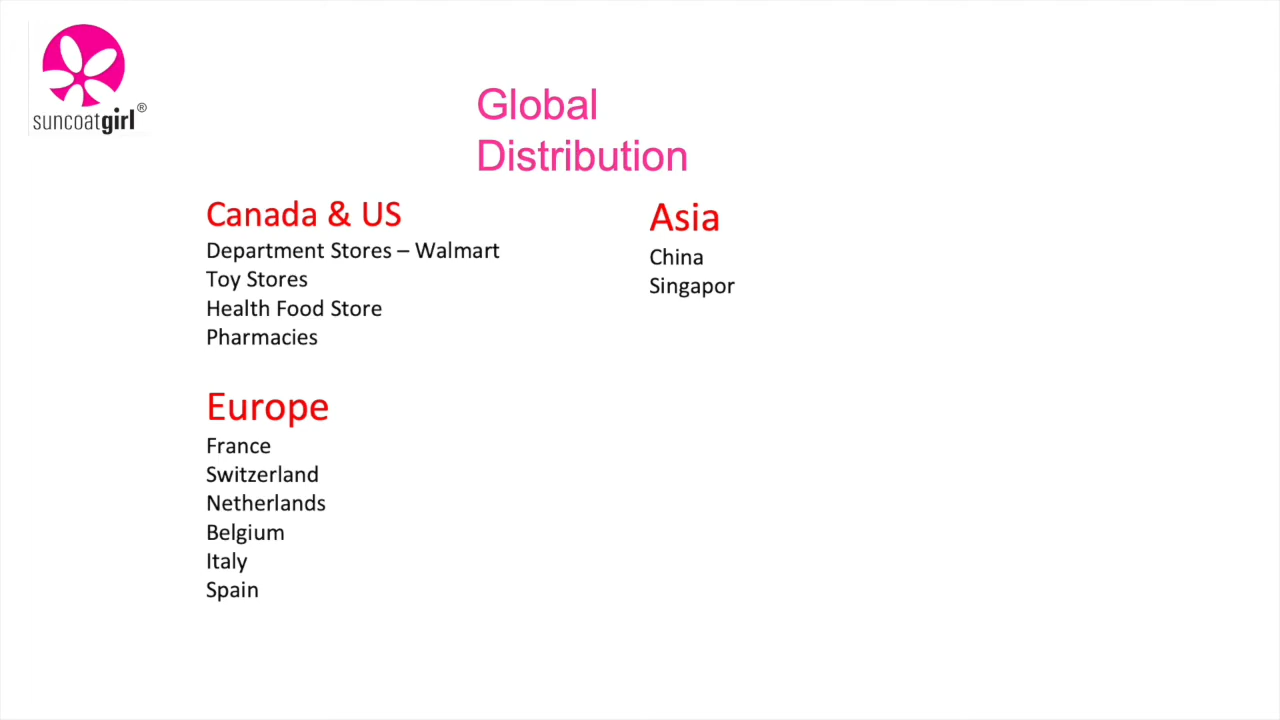 suncoatgirl®
Global
Distribution
Canada & US
Department Stores – Walmart
Toy Stores
Health Food Store
Pharmacies
Europe
France
Switzerland
Netherlands
Belgium
Italy
Spain
Asia
China
Singapor